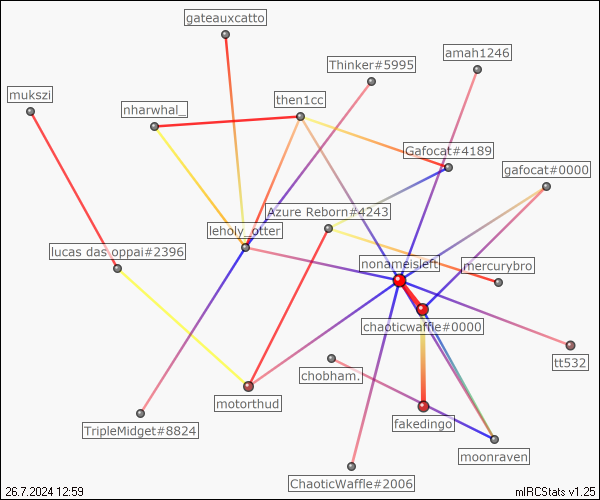 gateauxcatto
amah1246
Thinker#5995
mukszi
then1cc
nharwhal_
Gafocat#4189
gafocat#0000
Azure Reborn#4243
leholy_otter
lucas das oppai#2396
nonameisleft
mercurybro
chaoticwaffle#0000
tt532
chobham.
motorthud
fakedingo
TripleMidget#8824
moonraven
ChaoticWaffle#2006
26.7.2024 12:59
mIRCStats v1.25